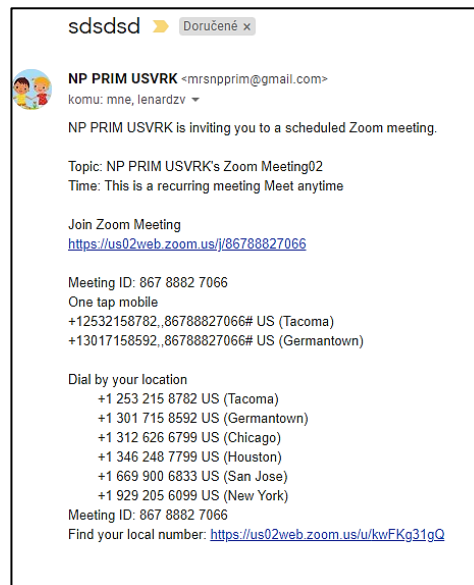 sdsdsd Doručené ×
NP PRIM USVRK <mrsnpprim@gmail.com>
komu: mne, lenardzv
NP PRIM USVRK is inviting you to a scheduled Zoom meeting.
Topic: NP PRIM USVRK's Zoom Meeting02
Time: This is a recurring meeting Meet anytime
Join Zoom Meeting
https://us02web.zoom.us/j/86788827066
Meeting ID: 867 8882 7066
One tap mobile
+12532158782,,86788827066# US (Tacoma)
+13017158592,,86788827066# US (Germantown)
Dial by your location
+1 253 215 8782 US (Tacoma)
+1 301 715 8592 US (Germantown)
+1 312 626 6799 US (Chicago)
+1 346 248 7799 US (Houston)
+1 669 900 6833 US (San Jose)
+1 929 205 6099 US (New York)
Meeting ID: 867 8882 7066
Find your local number: https://us02web.zoom.us/u/kwFKg31gQ